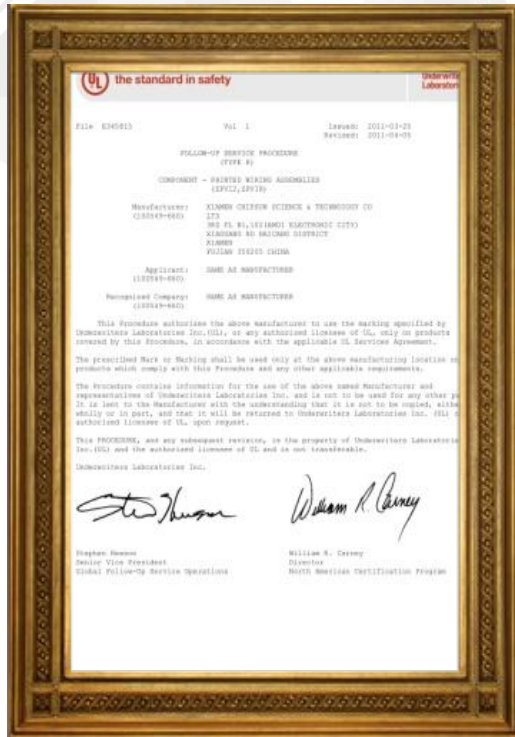 UL the standard in safety
Underwrite
Laboratori
File E345815 Vol 1 Issued: 2011-03-25
Revised: 2011-04-05
FOLLOW-UP SERVICE PROCEDURE
(TYPE R)
COMPONENT - PRINTED WIRING ASSEMBLIES
Manufacturer: XIAMEN SCIENCE & TECHNOLOGY CO
LTD
ELECTRONIC CITY)
DISTRICT
XIAMEN
FUJIAN CHINA
Applicant: SAME AS MANUFACTURER
Recognized Company: SAME AS MANUFACTURER
This Procedure authorizes the above manufacturer to use the marking specified by
Underwriters Laboratories Inc.(UL), or any authorized licensee of UL, only on products
covered by this Procedure, in accordance with the applicable UL Services Agreement.
The prescribed Mark or Marking shall be used only at the above manufacturing location on
products which comply with this Procedure and any other applicable requirements.
The Procedure contains information for the use of the above named Manufacturer and
representatives of Underwriters Laboratories Inc. and is not to be used for any other pu
It is lent to the Manufacturer with the understanding that it is not to be copied, eithe
wholly or in part, and that it will be returned to Underwriters Laboratories Inc. (UL) o
authorized licensee of UL, upon request.
This PROCEDURE, and any subsequent revision, is the property of Underwriters Laboratorie
Inc.(UL) and the authorized licensee of UL and is not transferable.
Underwriters Laboratories Inc.
William R. Carney
Stephen Hewson
Senior Vice President
Global Follow-Up Service Operations
William R. Carney
Director
North American Certification Program